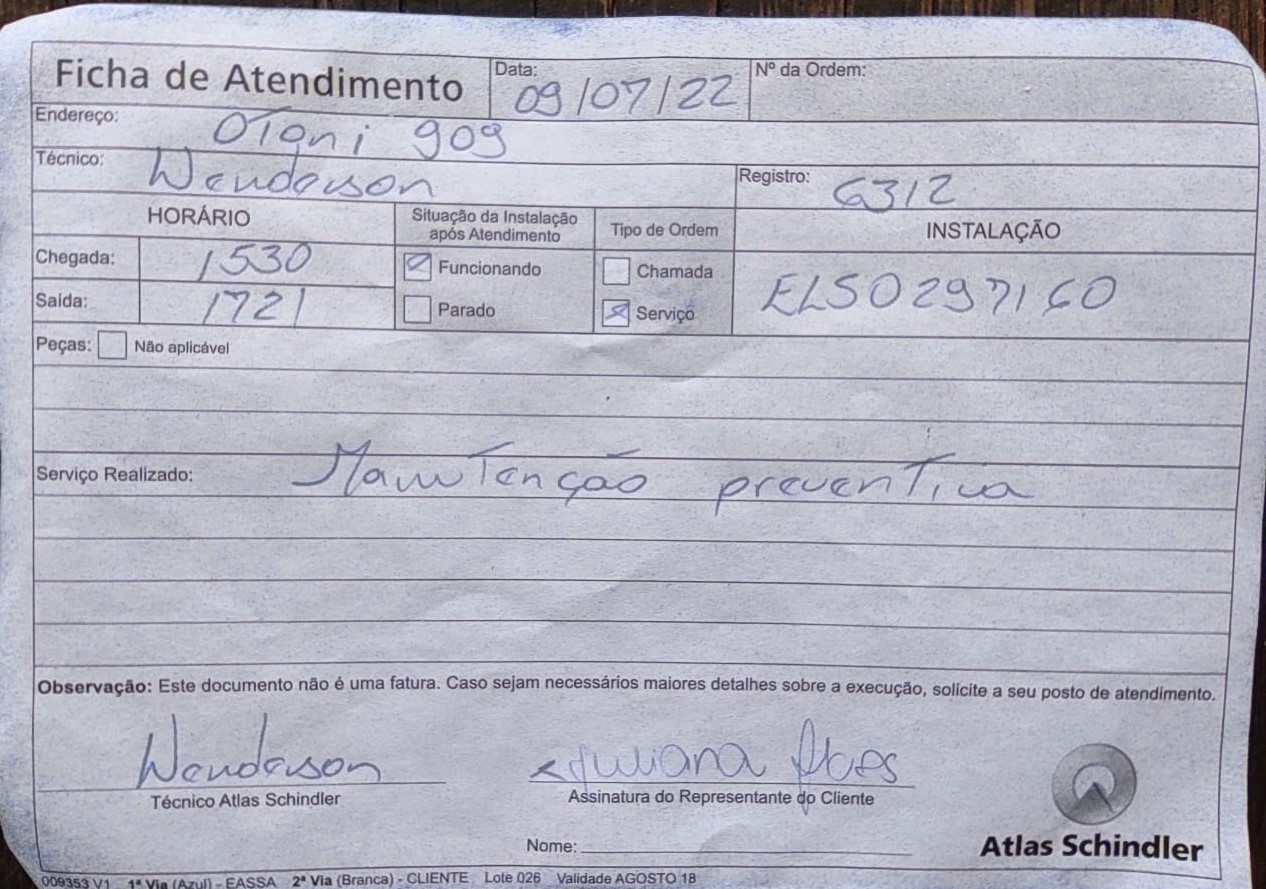 Ficha de Atendimento
Data: 09/07/22
Nº da Ordem:
Endereço: Otoni 909
Técnico: Wenderson
Registro: 6312
HORÁRIO
Chegada: 1530
Saída: 1721
Situação da Instalação
após Atendimento
Funcionando
Parado
Tipo de Ordem
Chamada
Serviço
INSTALAÇÃO
ELS0297160
Peças: Não aplicável
Serviço Realizado: Manutenção preventiva
Observação: Este documento não é uma fatura. Caso sejam necessários maiores detalhes sobre a execução, solicite a seu posto de atendimento.
Wenderson
Técnico Atlas Schindler
Juliana
Assinatura do Representante do Cliente
Nome:
Atlas Schindler
009353 V1 1ª Via (Azul) - EASSA 2ª Via (Branca) - CLIENTE Lote 026 Validade AGOSTO 18